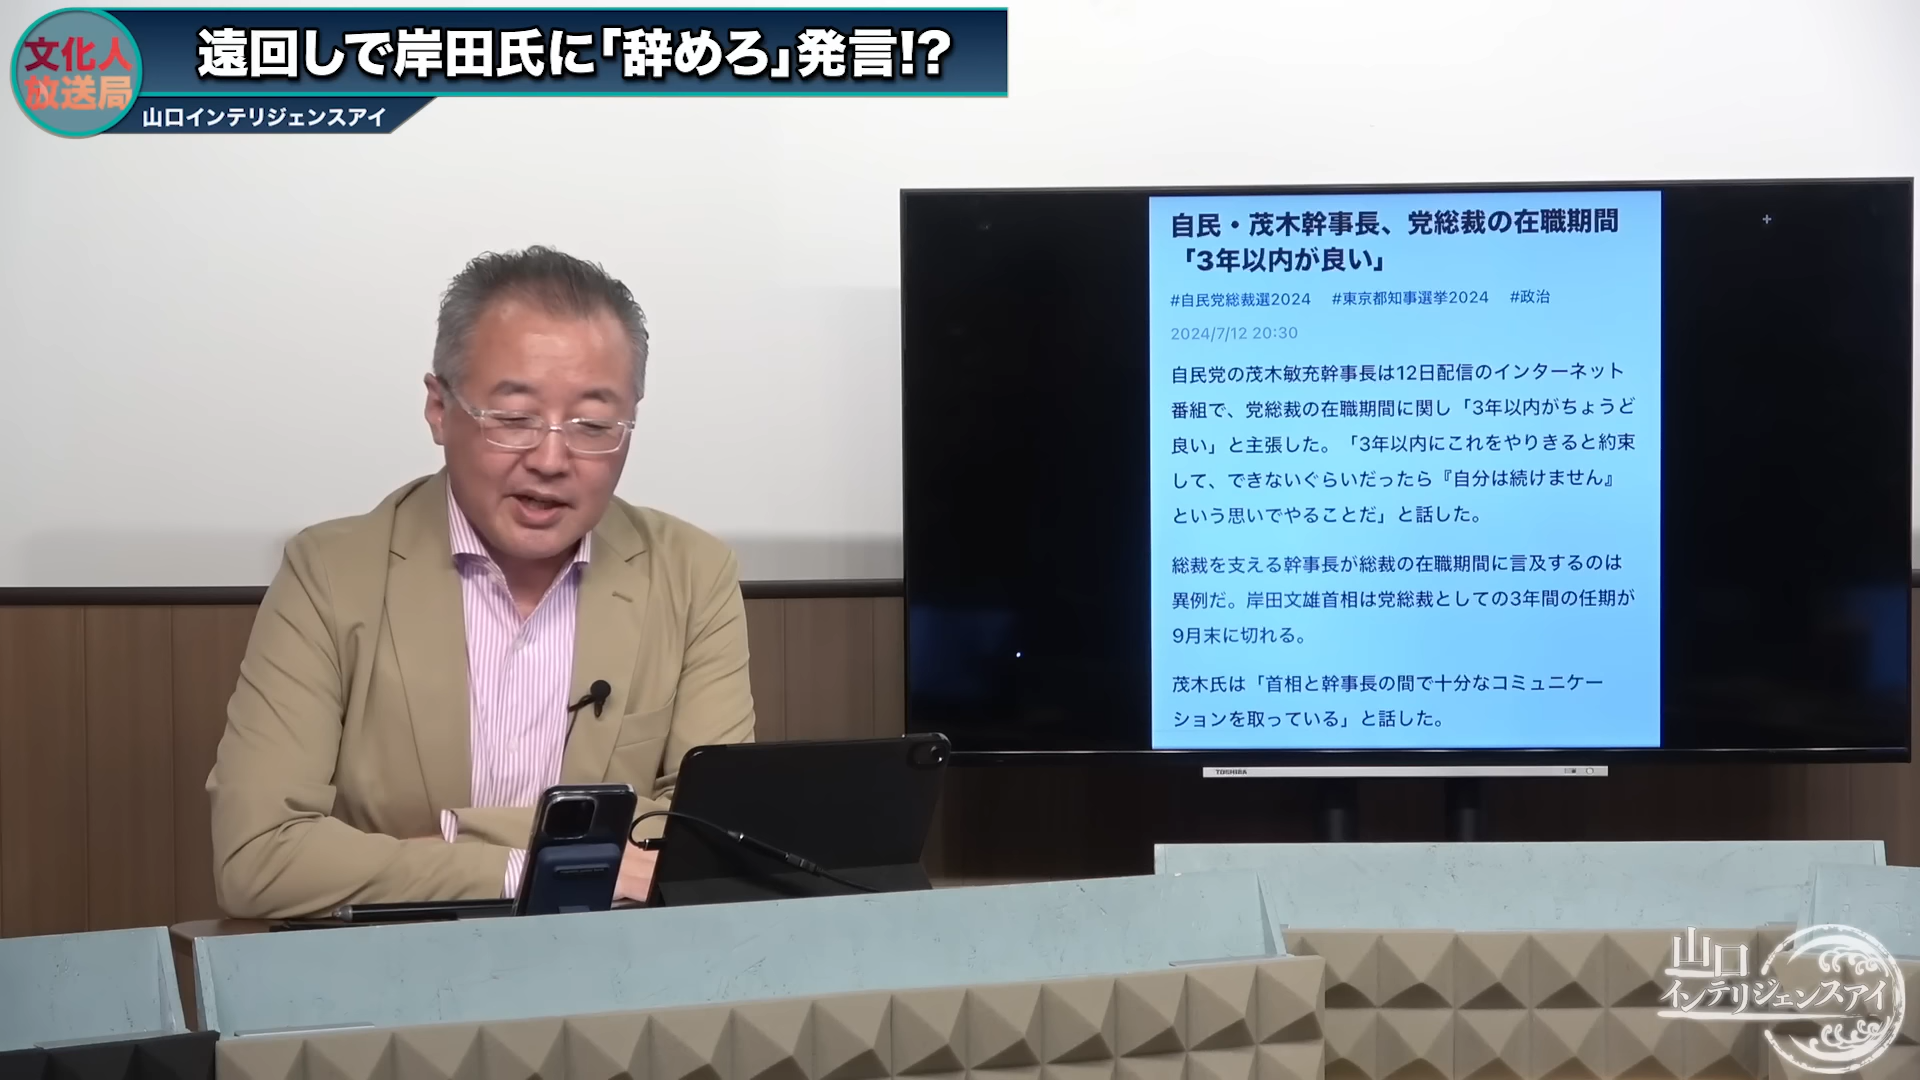 文化人
放送局
遠回しで岸田氏に「辞めろ」発言!?
山口インテリジェンスアイ
自民・茂木幹事長、党総裁の在職期間
「3年以内が良い」
#自民党総裁選2024 #東京都知事選挙2024 #政治
2024/7/12 20:30
自民党の茂木敏充幹事長は12日配信のインターネット
番組で、党総裁の在職期間に関し「3年以内がちょうど
良い」と主張した。「3年以内にこれをやりきると約束
して、できないぐらいだったら『自分は続けません』
という思いでやることだ」と話した。
総裁を支える幹事長が総裁の在職期間に言及するのは
異例だ。岸田文雄首相は党総裁としての3年間の任期が
9月末に切れる。
茂木氏は「首相と幹事長の間で十分なコミュニケー
ションを取っている」と話した。
TOSHIBA
山口
インテリジェンスアイ